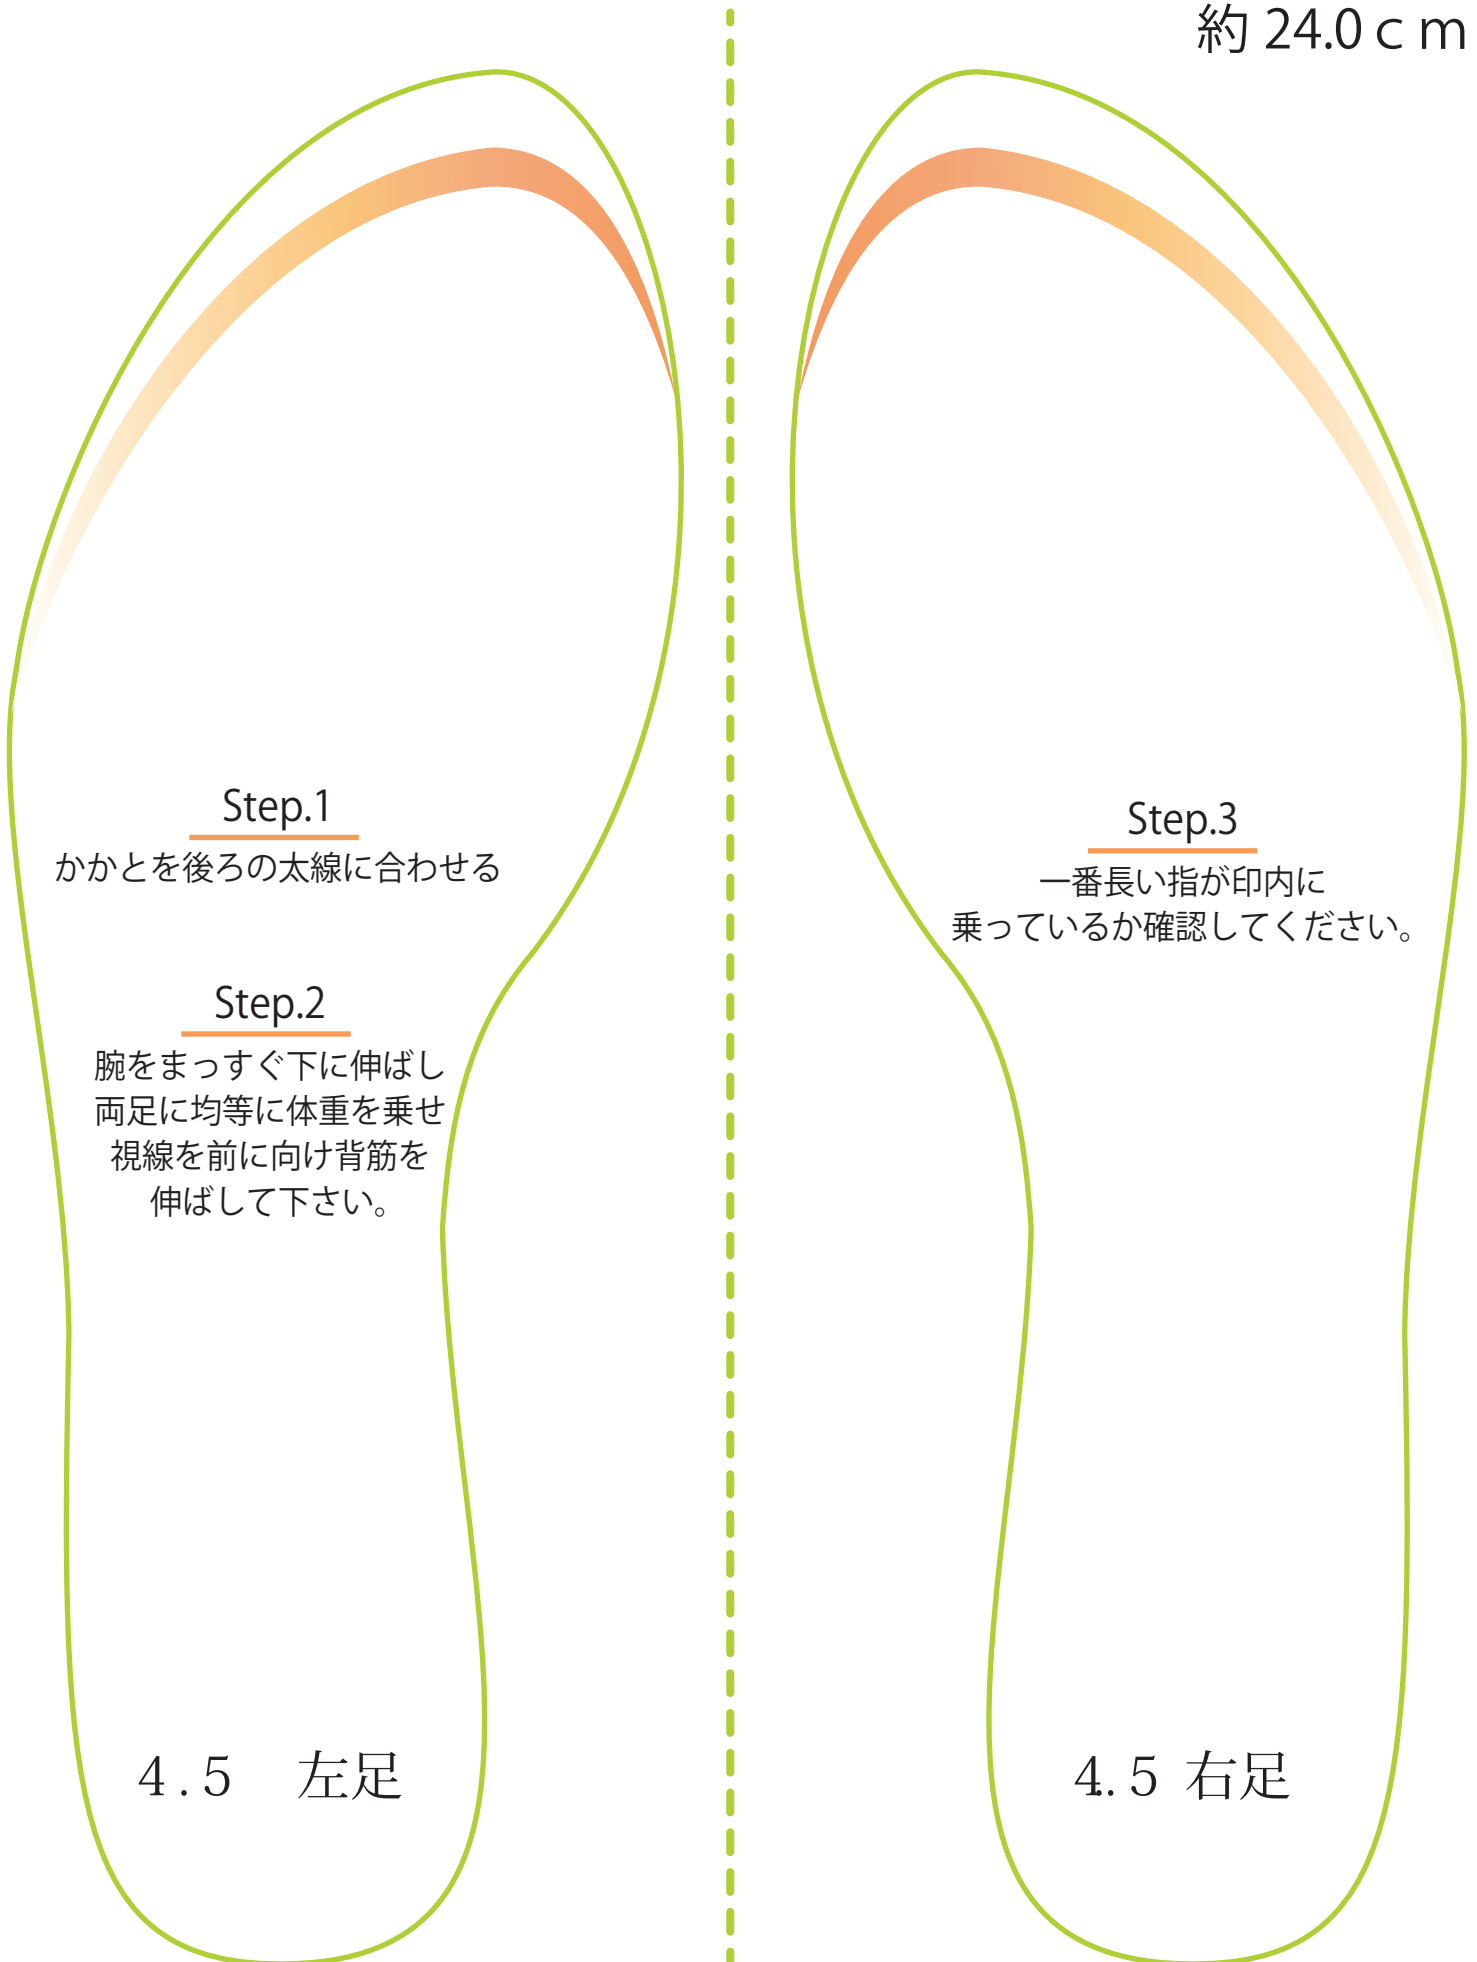 約 24.0ｃｍ
Step.1
かかとを後ろの太線に合わせる
Step.2
腕をまっすぐ下に伸ばし
両足に均等に体重を乗せ
視線を前に向け背筋を
伸ばして下さい。
Step.3
一番長い指が印内に
乗っているか確認してください。
４.５　左足
４.５ 右足